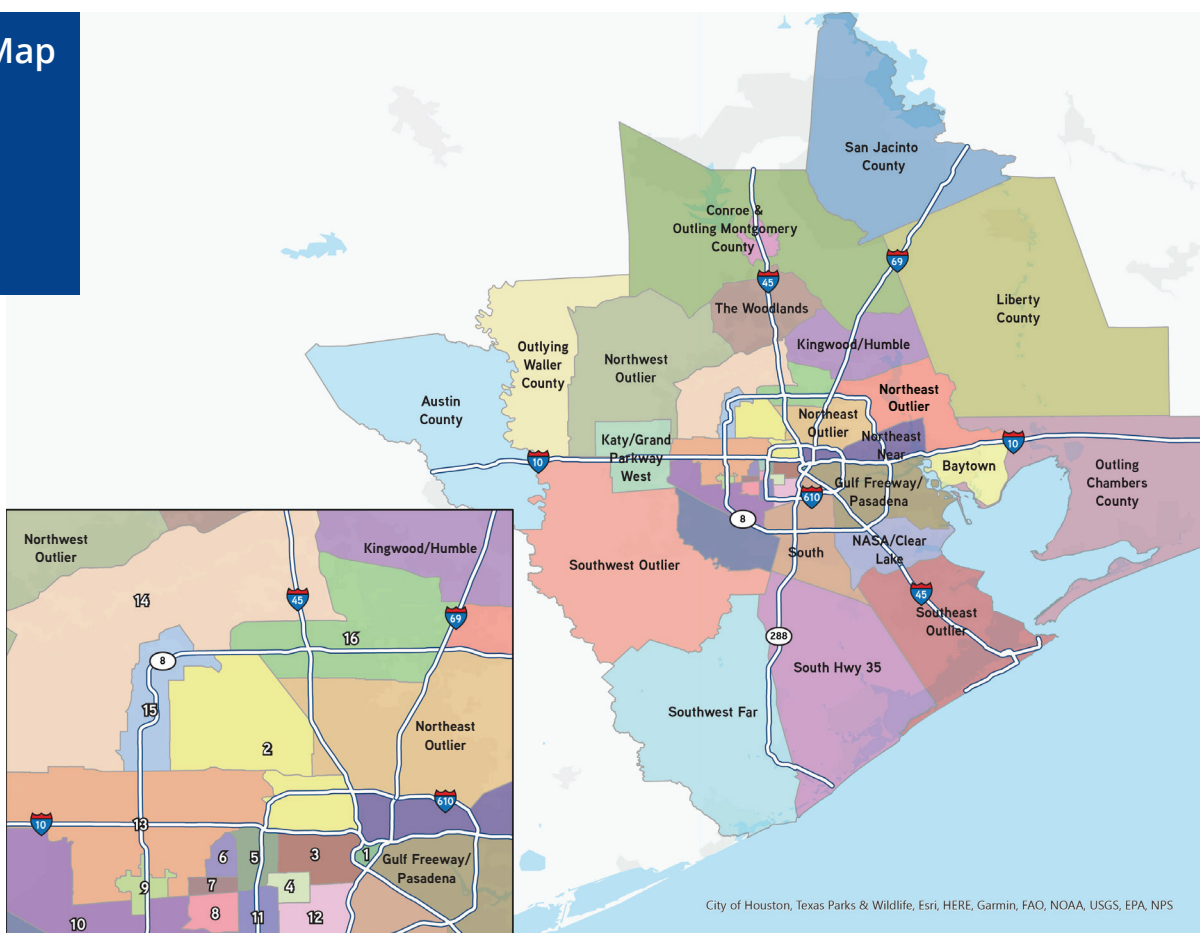 Map
San Jacinto
County
Conroe &
Outling Montgomery
County
69
45
Liberty
County
The Woodlands
Outlying
Waller
County
Northwest
Outlier
Kingwood/Humble
Austin
County
Northeast
Outlier
Northeast
Outlier
Katy/Grand
Parkway
West
Northeast
Near
10
10
Baytown
Outling
Chambers
County
Gulf Freeway/
Pasadena
610
8
NASA/Clear
Lake
South
Southwest Outlier
45
Southeast
Outlier
288
South Hwy 35
Southwest Far
Northwest
Outlier
Kingwood/Humble
14
45
69
16
8
15
2
Northeast
Outlier
610
10
13
6
5
3
1
Gulf Freeway/
Pasadena
9
7
4
8
11
12
10
City of Houston, Texas Parks & Wildlife, Esri, HERE, Garmin, FAO, NOAA, USGS, EPA, NPS